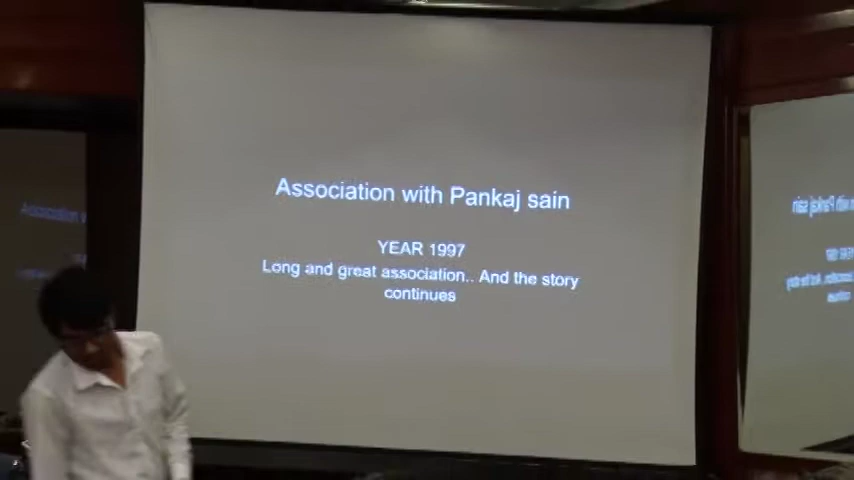 Association with Pankaj sain
YEAR 1997
Long and great association.. And the story
continues